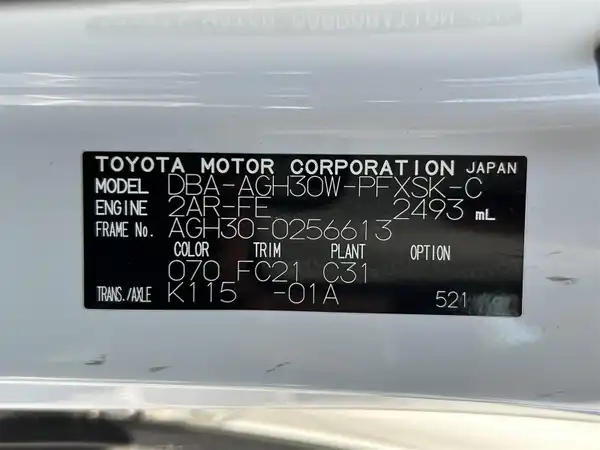 TOYOTA MOTOR CORPORATION JAPAN
MODEL DBA-AGH30W-PFXSK-C
ENGINE 2AR-FE 2493 mL
FRAME No. AGH30-0256613
COLOR TRIM PLANT OPTION
070 FC21 C31
TRANS./AXLE K115 -01A 521